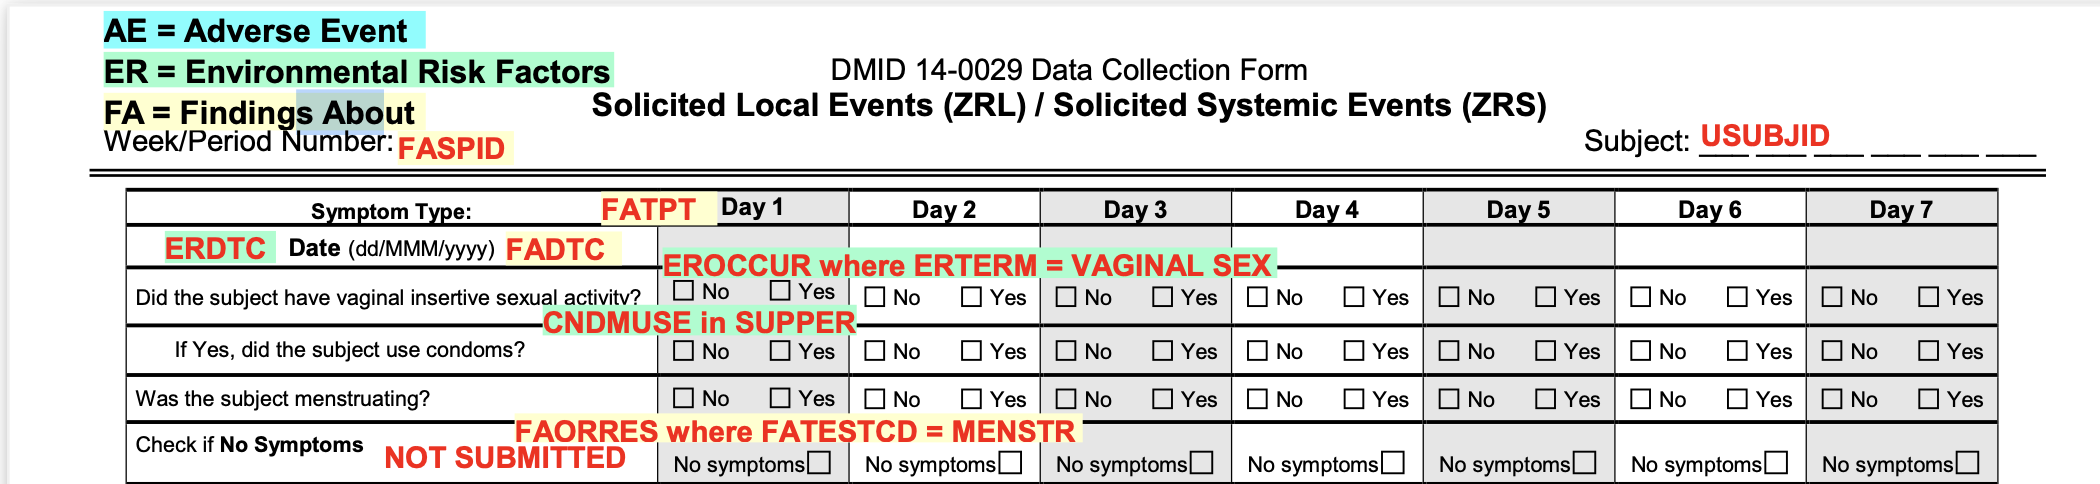 AE = Adverse Event
ER = Environmental Risk Factors
DMID 14-0029 Data Collection Form
FA = Findings About
Solicited Local Events (ZRL) / Solicited Systemic Events (ZRS)
Week/Period Number: FASPID
Subject: USUBJID
Symptom Type: FATPT Day 1 Day 2 Day 3 Day 4 Day 5 Day 6 Day 7
ERDTC Date (dd/MMM/yyyy) FADTC
EROCCUR where ERTERM = VAGINAL SEX
Did the subject have vaginal insertive sexual activity? No Yes No Yes No Yes No Yes No Yes No Yes No Yes
CNDMUSE in SUPPER
If Yes, did the subject use condoms? No Yes No Yes No Yes No Yes No Yes No Yes No Yes
Was the subject menstruating? No Yes No Yes No Yes No Yes No Yes No Yes No Yes
FAORRES where FATESTCD = MENSTR
Check if No Symptoms NOT SUBMITTED
No symptoms No symptoms No symptoms No symptoms No symptoms No symptoms No symptoms